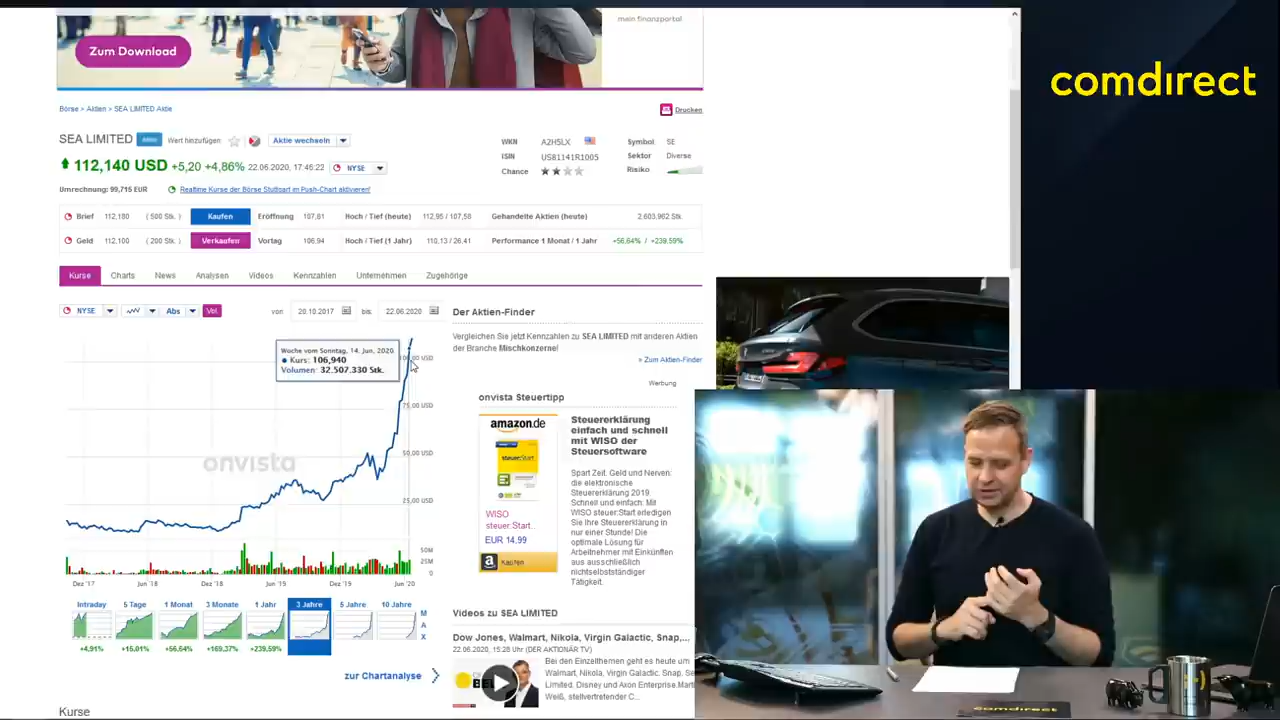 mein finanzportal
Zum Download
comdirect
Börse > Aktien > SEA LIMITED Aktie
Drucken
SEA LIMITED Aktien Wert hinzufügen: Aktie wechseln
112,140 USD +5,20 +4,86% 22.06.2020, 17:45:22 NYSE
Umrechnung: 99,715 EUR Realtime Kurse der Börse Stuttgart im Push-Chart aktivieren!
WKN A2H5LX Symbol SE
ISIN US81141R1005 Sektor Diverse
Chance Risiko
Brief 112,180 (500 Stk.) Kaufen Eröffnung 107,61 Hoch / Tief (heute) 112,95 / 107,58 Gehandelte Aktien (heute) 2.603.962 Stk.
Geld 112,100 (200 Stk.) Verkaufen Vortag 106,94 Hoch / Tief (1 Jahr) 110,13 / 26,41 Performance 1 Monat / 1 Jahr +56,64% / +239,59%
Kurse Charts News Analysen Videos Kennzahlen Unternehmen Zugehörige
NYSE Abs Vol von 20.10.2017 bis: 22.06.2020
Woche vom Sonntag, 14. Jun, 2020
Kurs: 106,940
Volumen: 32.507.330 Stk.
75,00 USD
50,00 USD
25,00 USD
onvista
50M
25M
0
Dez '17 Jun '18 Dez '18 Jun '19 Dez '19 Jun '20
Intraday 5 Tage 1 Monat 3 Monate 1 Jahr 3 Jahre 5 Jahre 10 Jahre
MAX
+4,91% +15,01% +56,64% +169,37% +239,59%
zur Chartanalyse
Kurse
Der Aktien-Finder
Vergleichen Sie jetzt Kennzahlen zu SEA LIMITED mit anderen Aktien
der Branche Mischkonzerne!
» Zum Aktien-Finder
Werbung
onvista Steuertipp
amazon.de
steuer:Start
WISO
steuer:Start..
EUR 14,99
Kaufen
Steuererklärung
einfach und schnell
mit WISO der
Steuersoftware
Spart Zeit, Geld und Nerven:
die elektronische
Steuererklärung 2019.
Schnell und einfach: Mit
WISO steuer:Start erledigen
Sie Ihre Steuererklärung in
nur einer Stunde! Die
optimale Lösung für
Arbeitnehmer mit Einkünften
aus ausschließlich
nichtselbstständiger
Tätigkeit.
Videos zu SEA LIMITED
Dow Jones, Walmart, Nikola, Virgin Galactic, Snap,...
22.06.2020, 15:28 Uhr (DER AKTIONÄR TV)
Bei den Einzelthemen geht es heute um
Walmart, Nikola, Virgin Galactic. Snap. Se
Limited, Disney und Axon Enterprise.Mart
Weiß, stellvertretender C...
comdirect